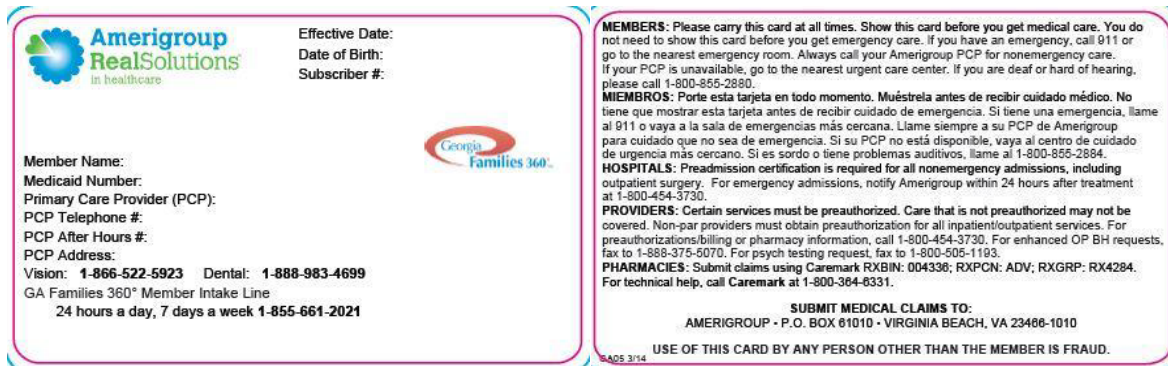 Amerigroup
RealSolutions
in healthcare
Effective Date:
Date of Birth:
Subscriber #:
Georgia
Families 360°
Member Name:
Medicaid Number:
Primary Care Provider (PCP):
PCP Telephone #:
PCP After Hours #:
PCP Address:
Vision: 1-866-522-5923 Dental: 1-888-983-4699
GA Families 360° Member Intake Line
24 hours a day, 7 days a week 1-855-661-2021
MEMBERS: Please carry this card at all times. Show this card before you get medical care. You do
not need to show this card before you get emergency care. If you have an emergency, call 911 or
go to the nearest emergency room. Always call your Amerigroup PCP for nonemergency care.
If your PCP is unavailable, go to the nearest urgent care center. If you are deaf or hard of hearing,
please call 1-800-855-2880.
MIEMBROS: Porte esta tarjeta en todo momento. Muéstrela antes de recibir cuidado médico. No
tiene que mostrar esta tarjeta antes de recibir cuidado de emergencia. Si tiene una emergencia, llame
al 911 o vaya a la sala de emergencias más cercana. Llame siempre a su PCP de Amerigroup
para cuidado que no sea de emergencia. Si su PCP no está disponible, vaya al centro de cuidado
de urgencia más cercano. Si es sordo o tiene problemas auditivos, llame al 1-800-855-2884.
HOSPITALS: Preadmission certification is required for all nonemergency admissions, including
outpatient surgery. For emergency admissions, notify Amerigroup within 24 hours after treatment
at 1-800-454-3730.
PROVIDERS: Certain services must be preauthorized. Care that is not preauthorized may not be
covered. Non-par providers must obtain preauthorization for all inpatient/outpatient services. For
preauthorizations/billing or pharmacy information, call 1-800-454-3730. For enhanced OP BH requests,
fax to 1-888-375-5070. For psych testing request, fax to 1-800-505-1193.
PHARMACIES: Submit claims using Caremark RXBIN: 004336; RXPCN: ADV; RXGRP: RX4284.
For technical help, call Caremark at 1-800-364-6331.
SUBMIT MEDICAL CLAIMS TO:
AMERIGROUP • P.O. BOX 61010 • VIRGINIA BEACH, VA 23466-1010
USE OF THIS CARD BY ANY PERSON OTHER THAN THE MEMBER IS FRAUD.
GA05 3/14